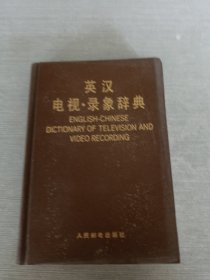 英汉
电视·录象辞典
ENGLISH-CHINESE
DICTIONARY OF TELEVISION AND
VIDEO RECORDING
人民邮电出版社